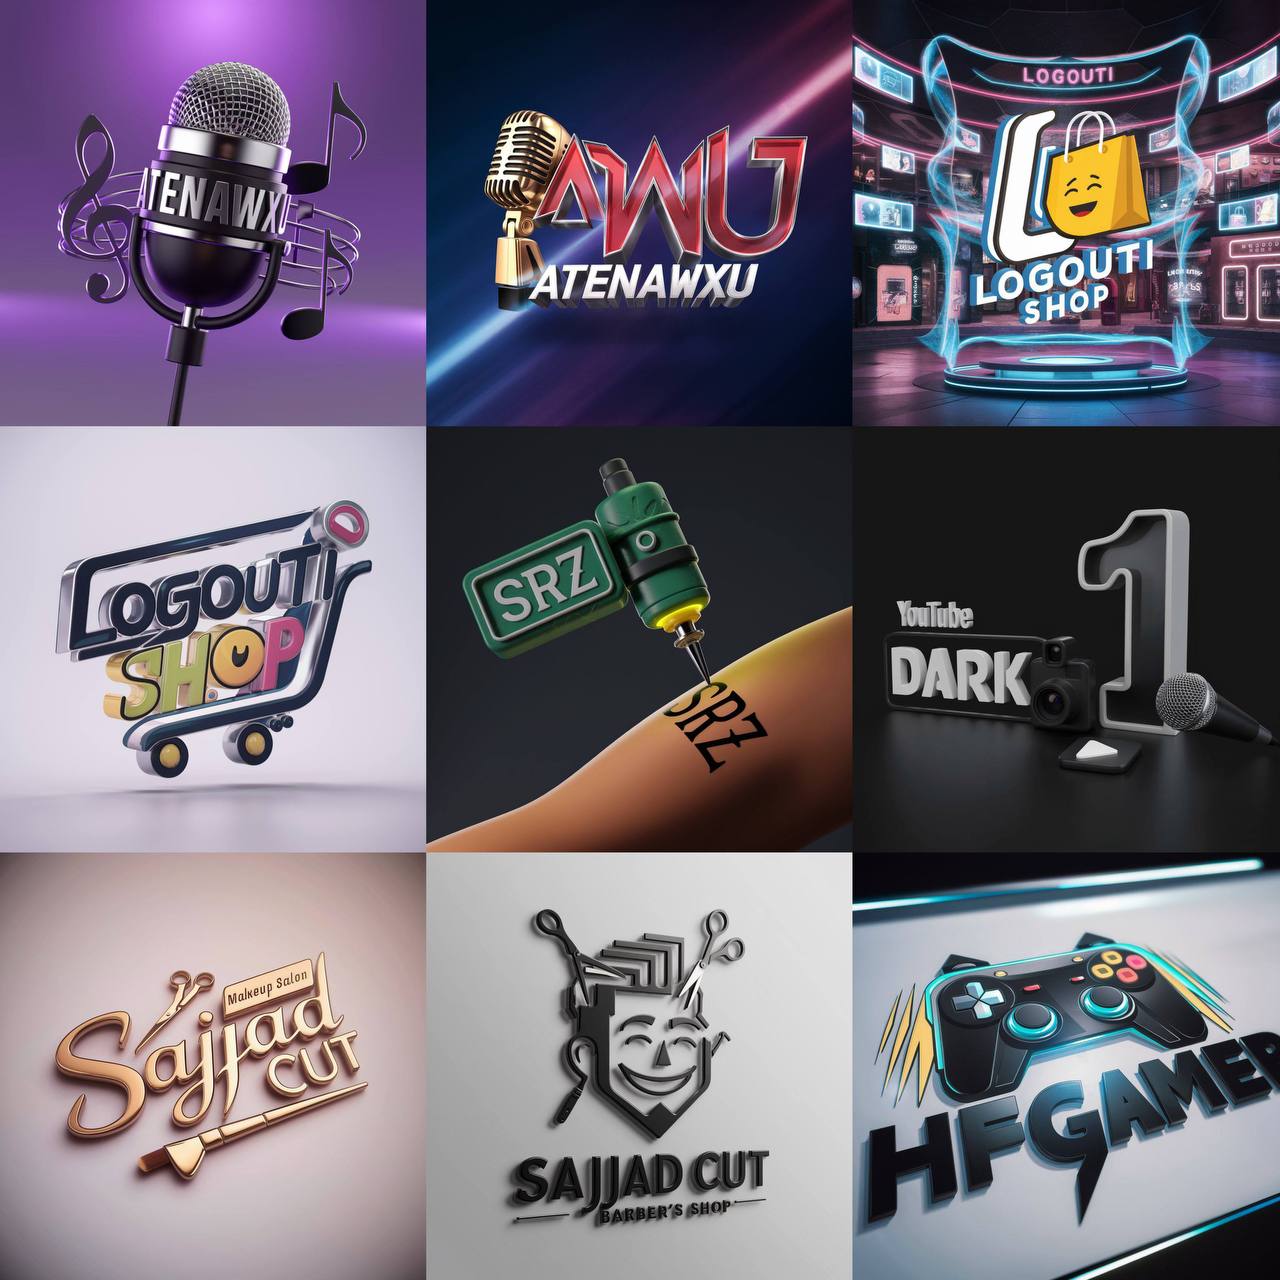 ATENAWXU
AWU
ATENAWXU
LOGOUTI
LOGOUTI
SHOP
LOGOUTI
SHOP
SRZ
SRZ
YouTube
DARK
1
Makeup Salon
Sajjad
CUT
SAJJAD CUT
BARBER'S SHOP
HFGAMER